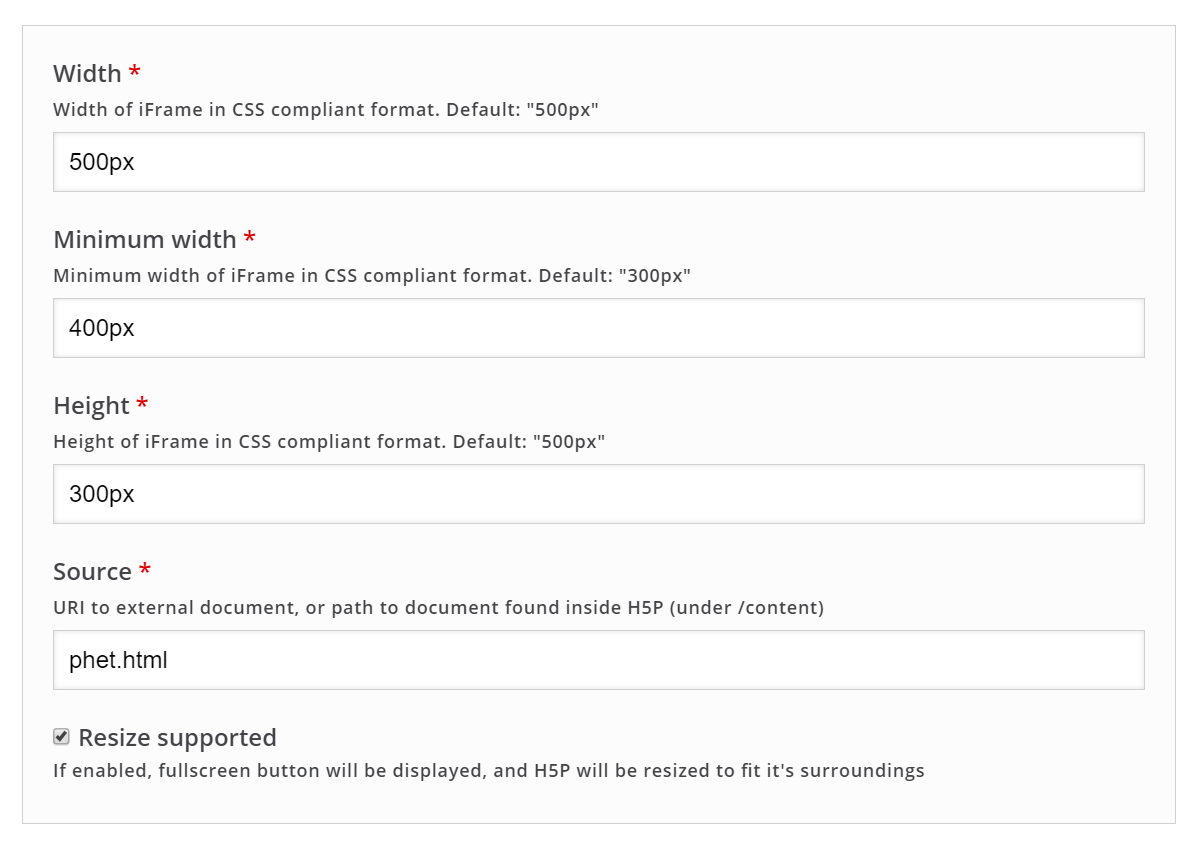 Width *
Width of iFrame in CSS compliant format. Default: "500px"
500px
Minimum width *
Minimum width of iFrame in CSS compliant format. Default: "300px"
400px
Height *
Height of iFrame in CSS compliant format. Default: "500px"
300px
Source *
URI to external document, or path to document found inside H5P (under /content)
phet.html
Resize supported
If enabled, fullscreen button will be displayed, and H5P will be resized to fit it's surroundings